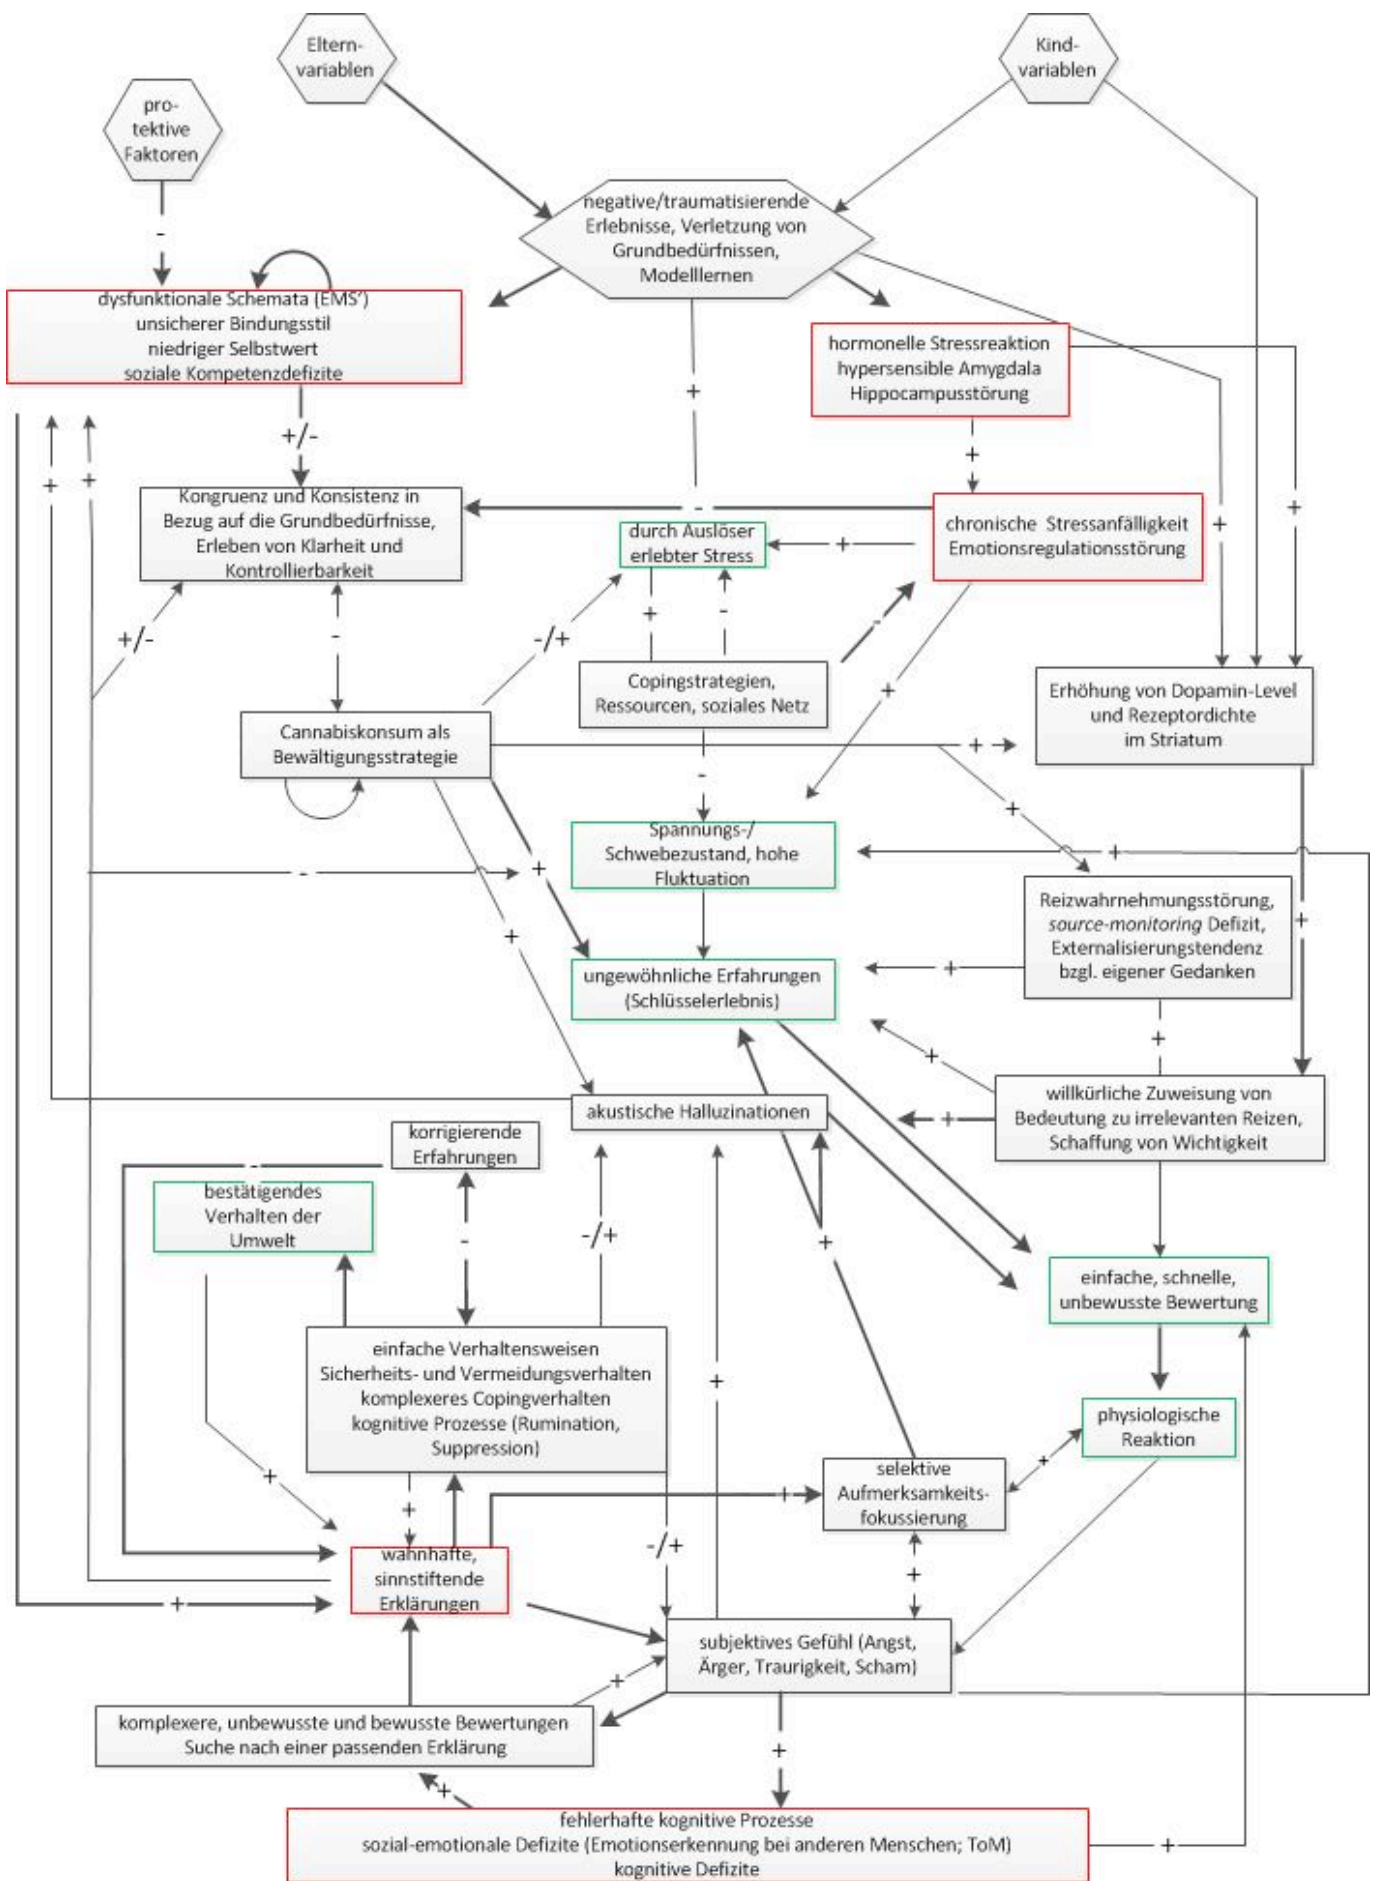 Eltern-
variablen
Kind-
variablen
pro-
tektive
Faktoren
-
negative/traumatisierende
Erlebnisse, Verletzung von
Grundbedürfnissen,
Modelllernen
dysfunktionale Schemata (EMS')
unsicherer Bindungsstil
niedriger Selbstwert
soziale Kompetenzdefizite
hormonelle Stressreaktion
hypersensible Amygdala
Hippocampusstörung
+
+/-
+
+
+
Kongruenz und Konsistenz in
Bezug auf die Grundbedürfnisse,
Erleben von Klarheit und
Kontrollierbarkeit
-
durch Auslöser
erlebter Stress
+
chronische Stressanfälligkeit
Emotionsregulationsstörung
+
+
+/-
-
-/+
+
-
-
Copingstrategien,
Ressourcen, soziales Netz
+
Erhöhung von Dopamin-Level
und Rezeptordichte
im Striatum
Cannabiskonsum als
Bewältigungsstrategie
+
-
+
Spannungs-/
Schwebezustand, hohe
Fluktuation
+
-
+
Reizwahrnehmungsstörung,
source-monitoring Defizit,
Externalisierungstendenz
bzgl. eigener Gedanken
+
+
ungewöhnliche Erfahrungen
(Schlüsselerlebnis)
+
+
+
willkürliche Zuweisung von
Bedeutung zu irrelevanten Reizen,
Schaffung von Wichtigkeit
+
+
akustische Halluzinationen
korrigierende
Erfahrungen
-
bestätigendes
Verhalten der
Umwelt
-
-/+
+
einfache, schnelle,
unbewusste Bewertung
einfache Verhaltensweisen
Sicherheits- und Vermeidungsverhalten
komplexeres Copingverhalten
kognitive Prozesse (Rumination,
Suppression)
+
physiologische
Reaktion
+
selektive
Aufmerksamkeits-
fokussierung
+
+
+
-/+
wahnhafte,
sinnstiftende
Erklärungen
+
+
subjektives Gefühl (Angst,
Ärger, Traurigkeit, Scham)
+
komplexere, unbewusste und bewusste Bewertungen
Suche nach einer passenden Erklärung
+
+
fehlerhafte kognitive Prozesse
sozial-emotionale Defizite (Emotionserkennung bei anderen Menschen; ToM)
kognitive Defizite
+